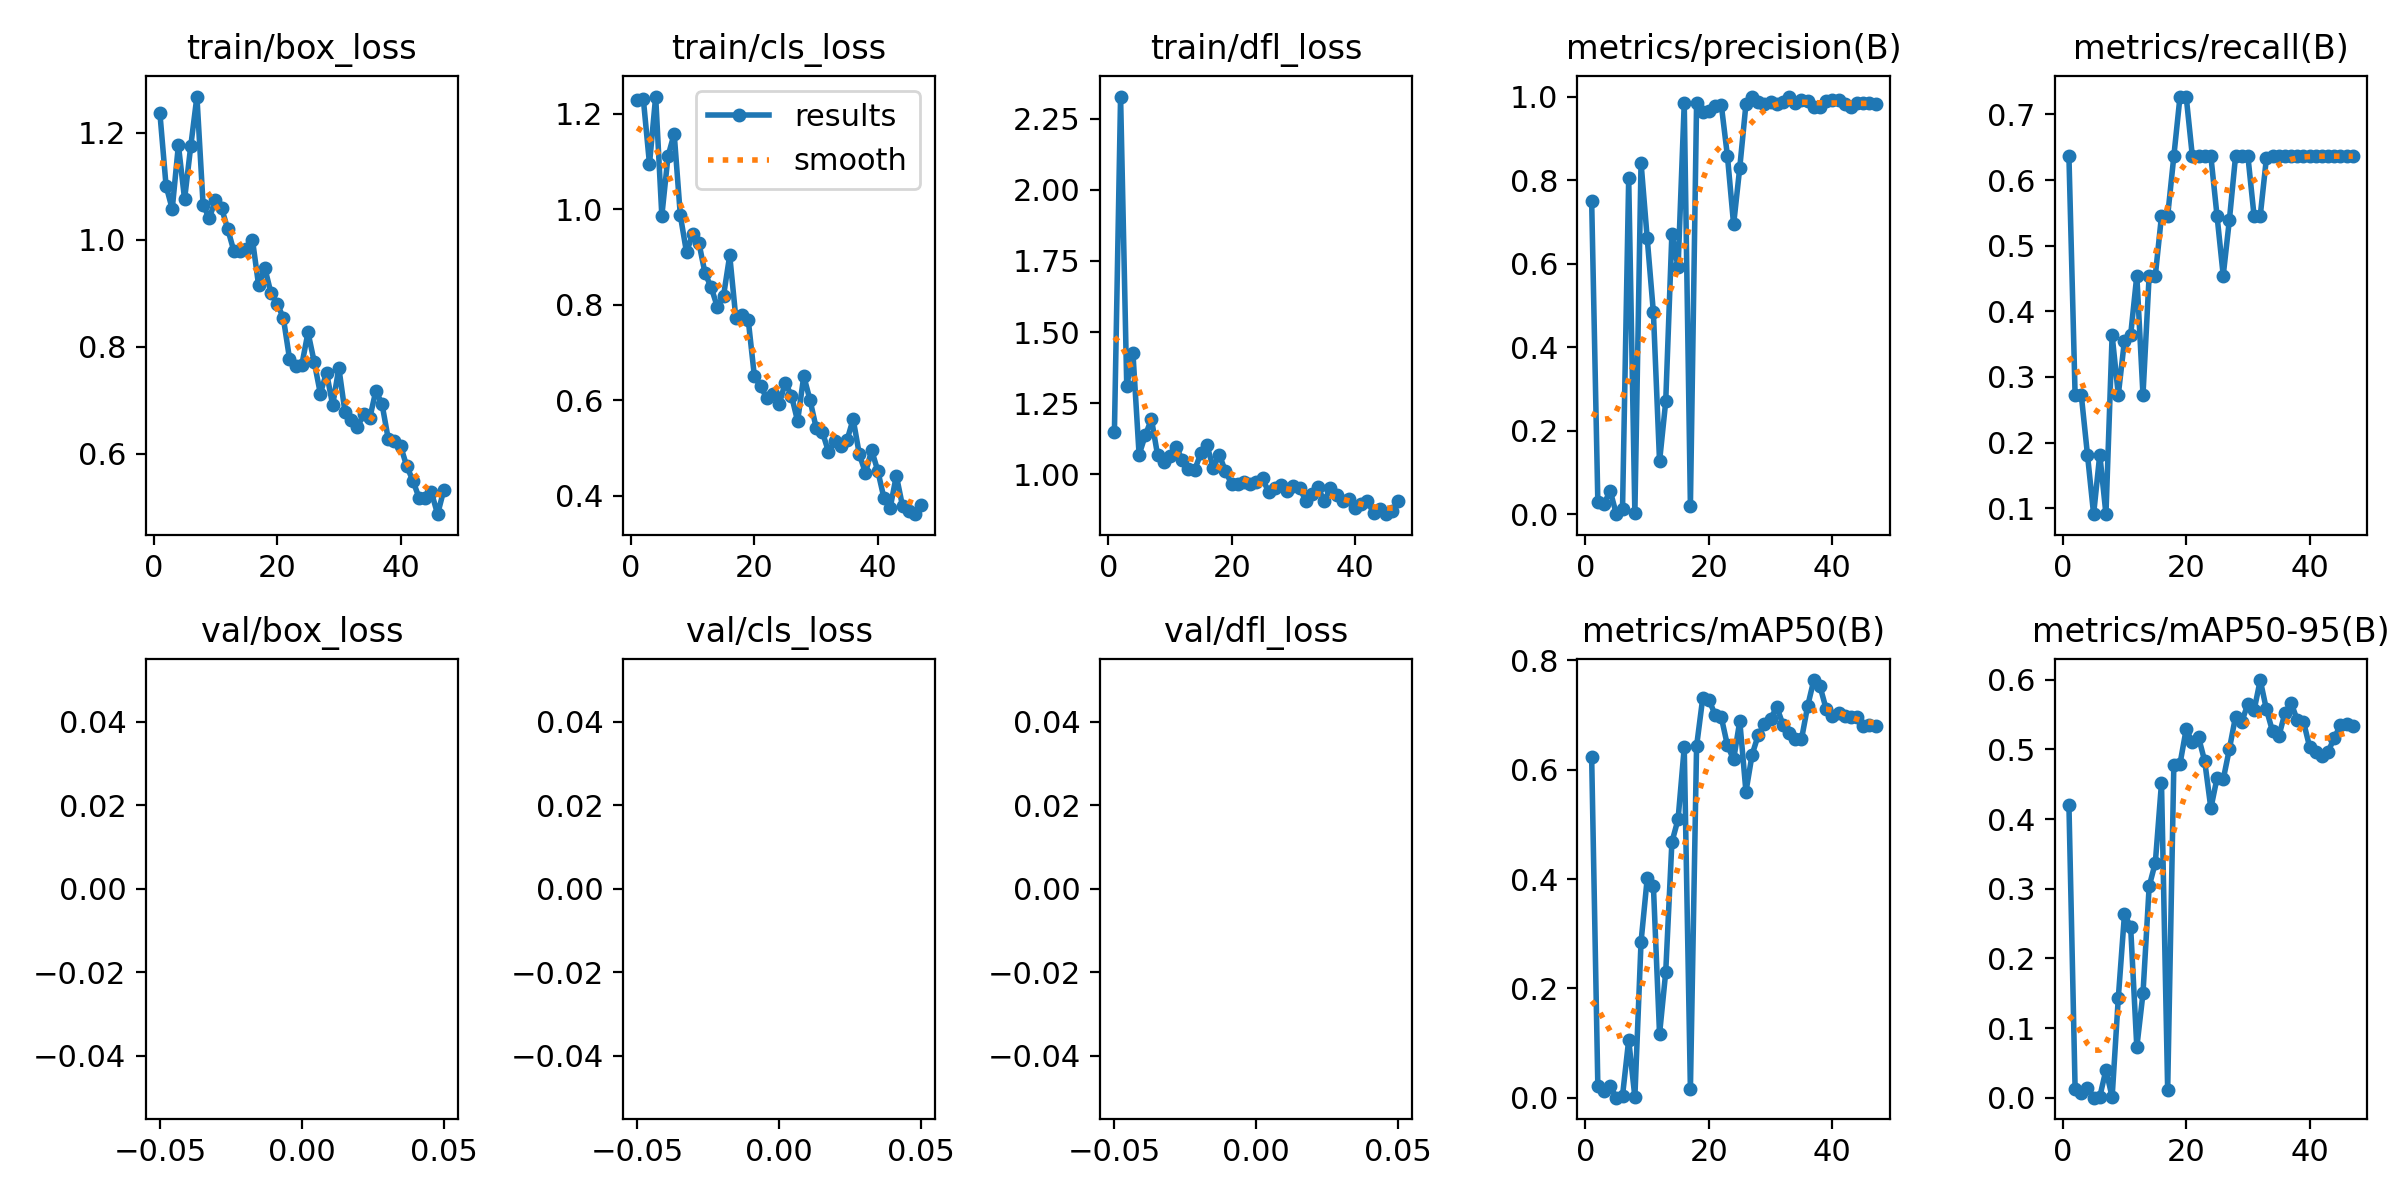 train/box_loss
train/cls_loss
train/dfl_loss
metrics/precision(B)
metrics/recall(B)
1.2
1.0
0.8
0.6
0 20 40
1.2
1.0
0.8
0.6
0.4
0 20 40
results
smooth
2.25
2.00
1.75
1.50
1.25
1.00
0 20 40
1.0
0.8
0.6
0.4
0.2
0.0
0 20 40
0.7
0.6
0.5
0.4
0.3
0.2
0.1
0 20 40
val/box_loss
val/cls_loss
val/dfl_loss
metrics/mAP50(B)
metrics/mAP50-95(B)
0.04
0.02
0.00
−0.02
−0.04
−0.05 0.00 0.05
0.04
0.02
0.00
−0.02
−0.04
−0.05 0.00 0.05
0.04
0.02
0.00
−0.02
−0.04
−0.05 0.00 0.05
0.8
0.6
0.4
0.2
0.0
0 20 40
0.6
0.5
0.4
0.3
0.2
0.1
0.0
0 20 40